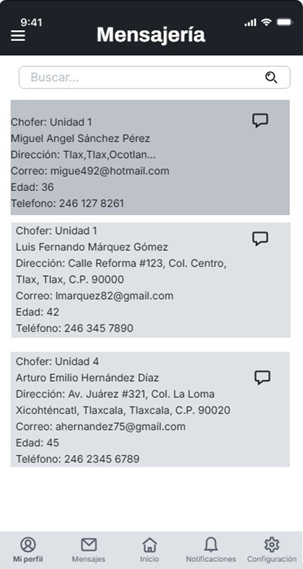 9:41
Mensajería
Buscar...
Chofer: Unidad 1
Miguel Angel Sánchez Pérez
Dirección: Tlax,Tlax,Ocotlan...
Correo: migue492@hotmail.com
Edad: 36
Telefono: 246 127 8261
Chofer: Unidad 1
Luis Fernando Márquez Gómez
Dirección: Calle Reforma #123, Col. Centro,
Tlax, Tlax, C.P. 90000
Correo: lmarquez82@gmail.com
Edad: 42
Teléfono: 246 345 7890
Chofer: Unidad 4
Arturo Emilio Hernández Díaz
Dirección: Av. Juárez #321, Col. La Loma
Xicohténcatl, Tlaxcala, Tlaxcala, C.P. 90020
Correo: ahernandez75@gmail.com
Edad: 45
Teléfono: 246 2345 6789
Mi perfil Mensajes Inicio Notificaciones Configuración